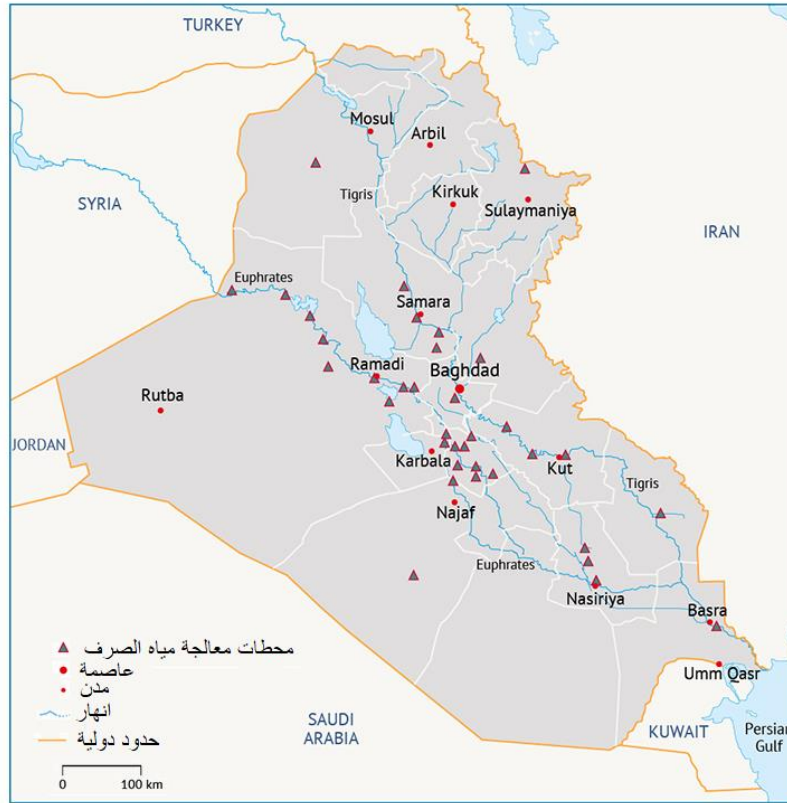 TURKEY
Mosul
Arbil
Tigris
Kirkuk
Sulaymaniya
SYRIA
IRAN
Euphrates
Samara
Ramadi
Baghdad
Rutba
JORDAN
Karbala
Kut
Tigris
Najaf
Euphrates
Nasiriya
Basra
Umm Qasr
محطات معالجة مياه الصرف
عاصمة
مدن
انهار
حدود دولية
0 100 km
SAUDI
ARABIA
KUWAIT
Persian
Gulf